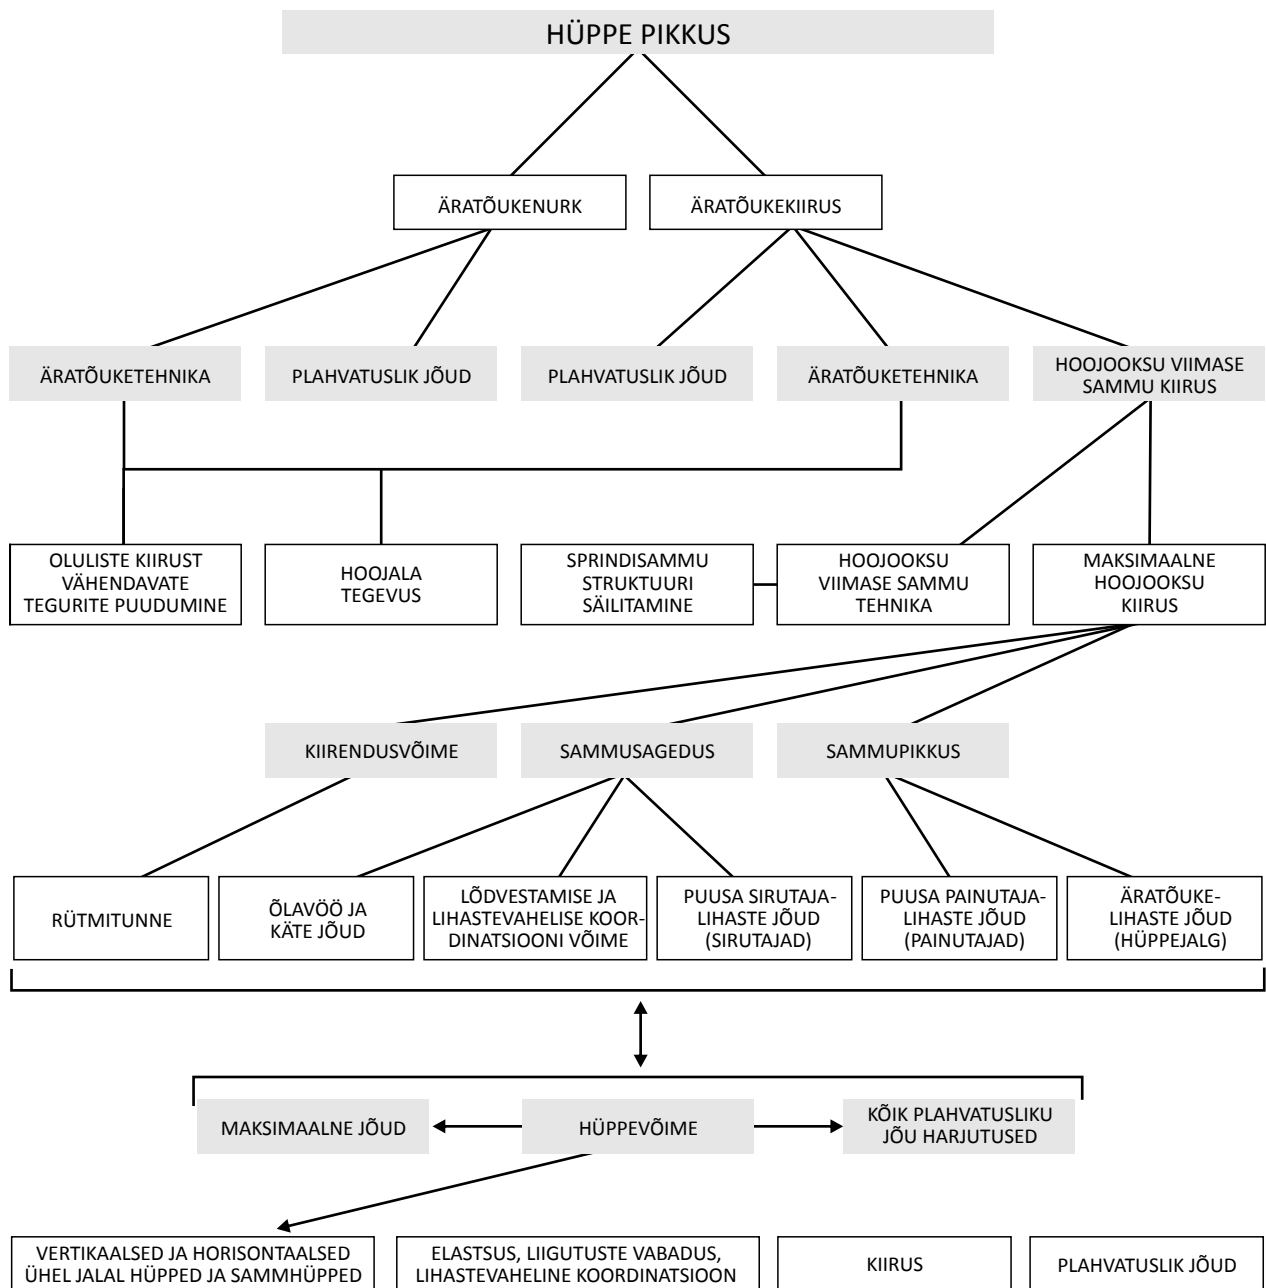 HÜPPE PIKKUS
ÄRATÕUKENURK
ÄRATÕUKEKIIRUS
ÄRATÕUKETEHNIKA
PLAHVATUSLIK JÕUD
PLAHVATUSLIK JÕUD
ÄRATÕUKETEHNIKA
HOOJOOKSU VIIMASE
SAMMU KIIRUS
OLULISTE KIIRUST
VÄHENDAVATE
TEGURITE PUUDUMINE
HOOJALA
TEGEVUS
SPRINDISAMMU
STRUKTUURI
SÄILITAMINE
HOOJOOKSU
VIIMASE SAMMU
TEHNIKA
MAKSIMAALNE
HOOJOOKSU
KIIRUS
KIIRENDUSVÕIME
SAMMUSAGEDUS
SAMMUPIKKUS
RÜTMITUNNE
ÕLAVÖÖ JA
KÄTE JÕUD
LÕDVESTAMISE JA
LIHASTEVAHELISE KOOR-
DINATSIOONI VÕIME
PUUSA SIRUTAJA-
LIHASTE JÕUD
(SIRUTAJAD)
PUUSA PAINUTAJA-
LIHASTE JÕUD
(PAINUTAJAD)
ÄRATÕUKE-
LIHASTE JÕUD
(HÜPPEJALG)
MAKSIMAALNE JÕUD
HÜPPEVÕIME
KÕIK PLAHVATUSLIKU
JÕU HARJUTUSED
VERTIKAALSED JA HORISONTAALSED
ÜHEL JALAL HÜPPED JA SAMMHÜPPED
ELASTSUS, LIIGUTUSTE VABADUS,
LIHASTEVAHELINE KOORDINATSIOON
KIIRUS
PLAHVATUSLIK JÕUD